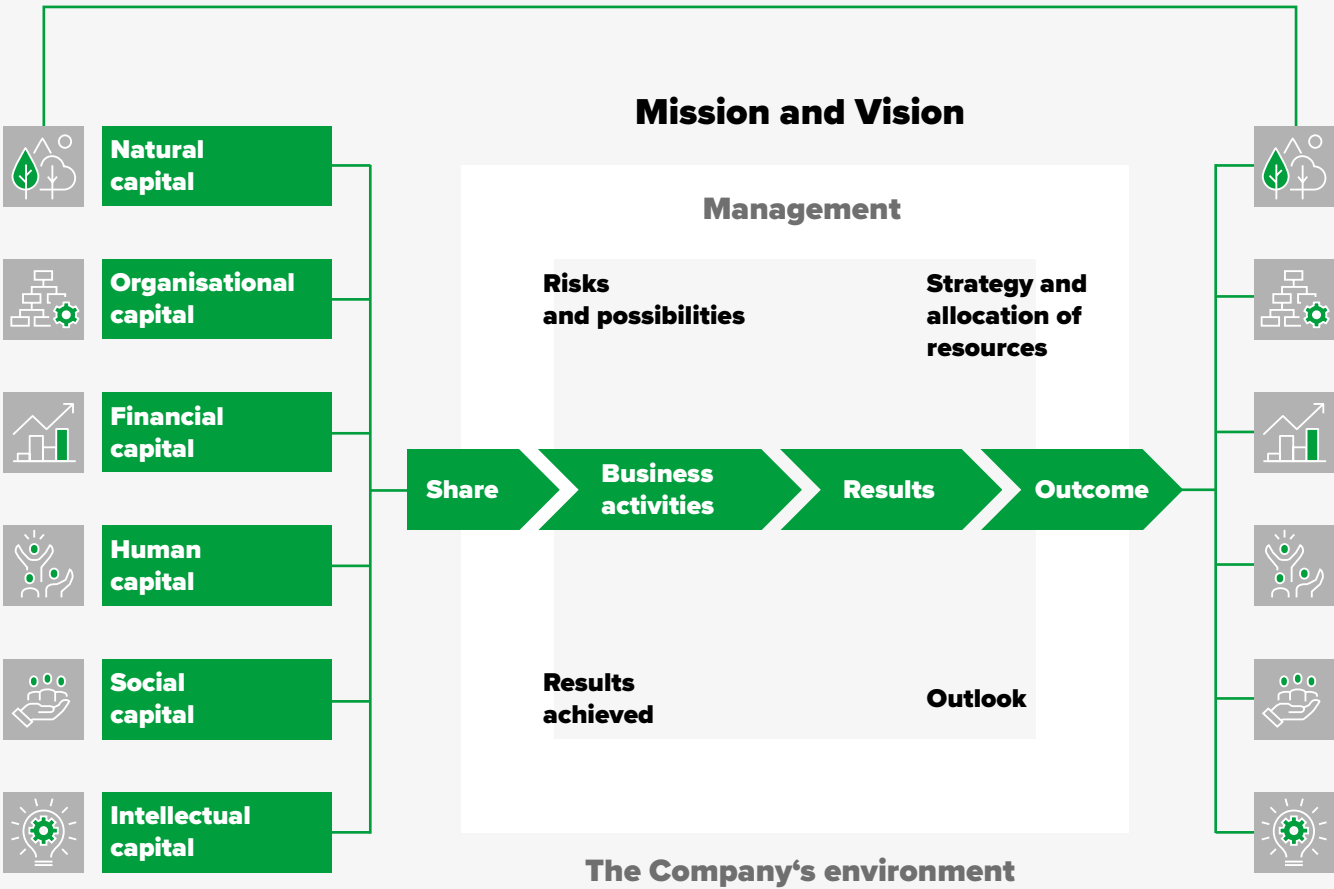 Mission and Vision
Natural
capital
Organisational
capital
Financial
capital
Human
capital
Social
capital
Intellectual
capital
Management
Risks
and possibilities
Strategy and
allocation of
resources
Share
Business
activities
Results
Outcome
Results
achieved
Outlook
The Company‘s environment